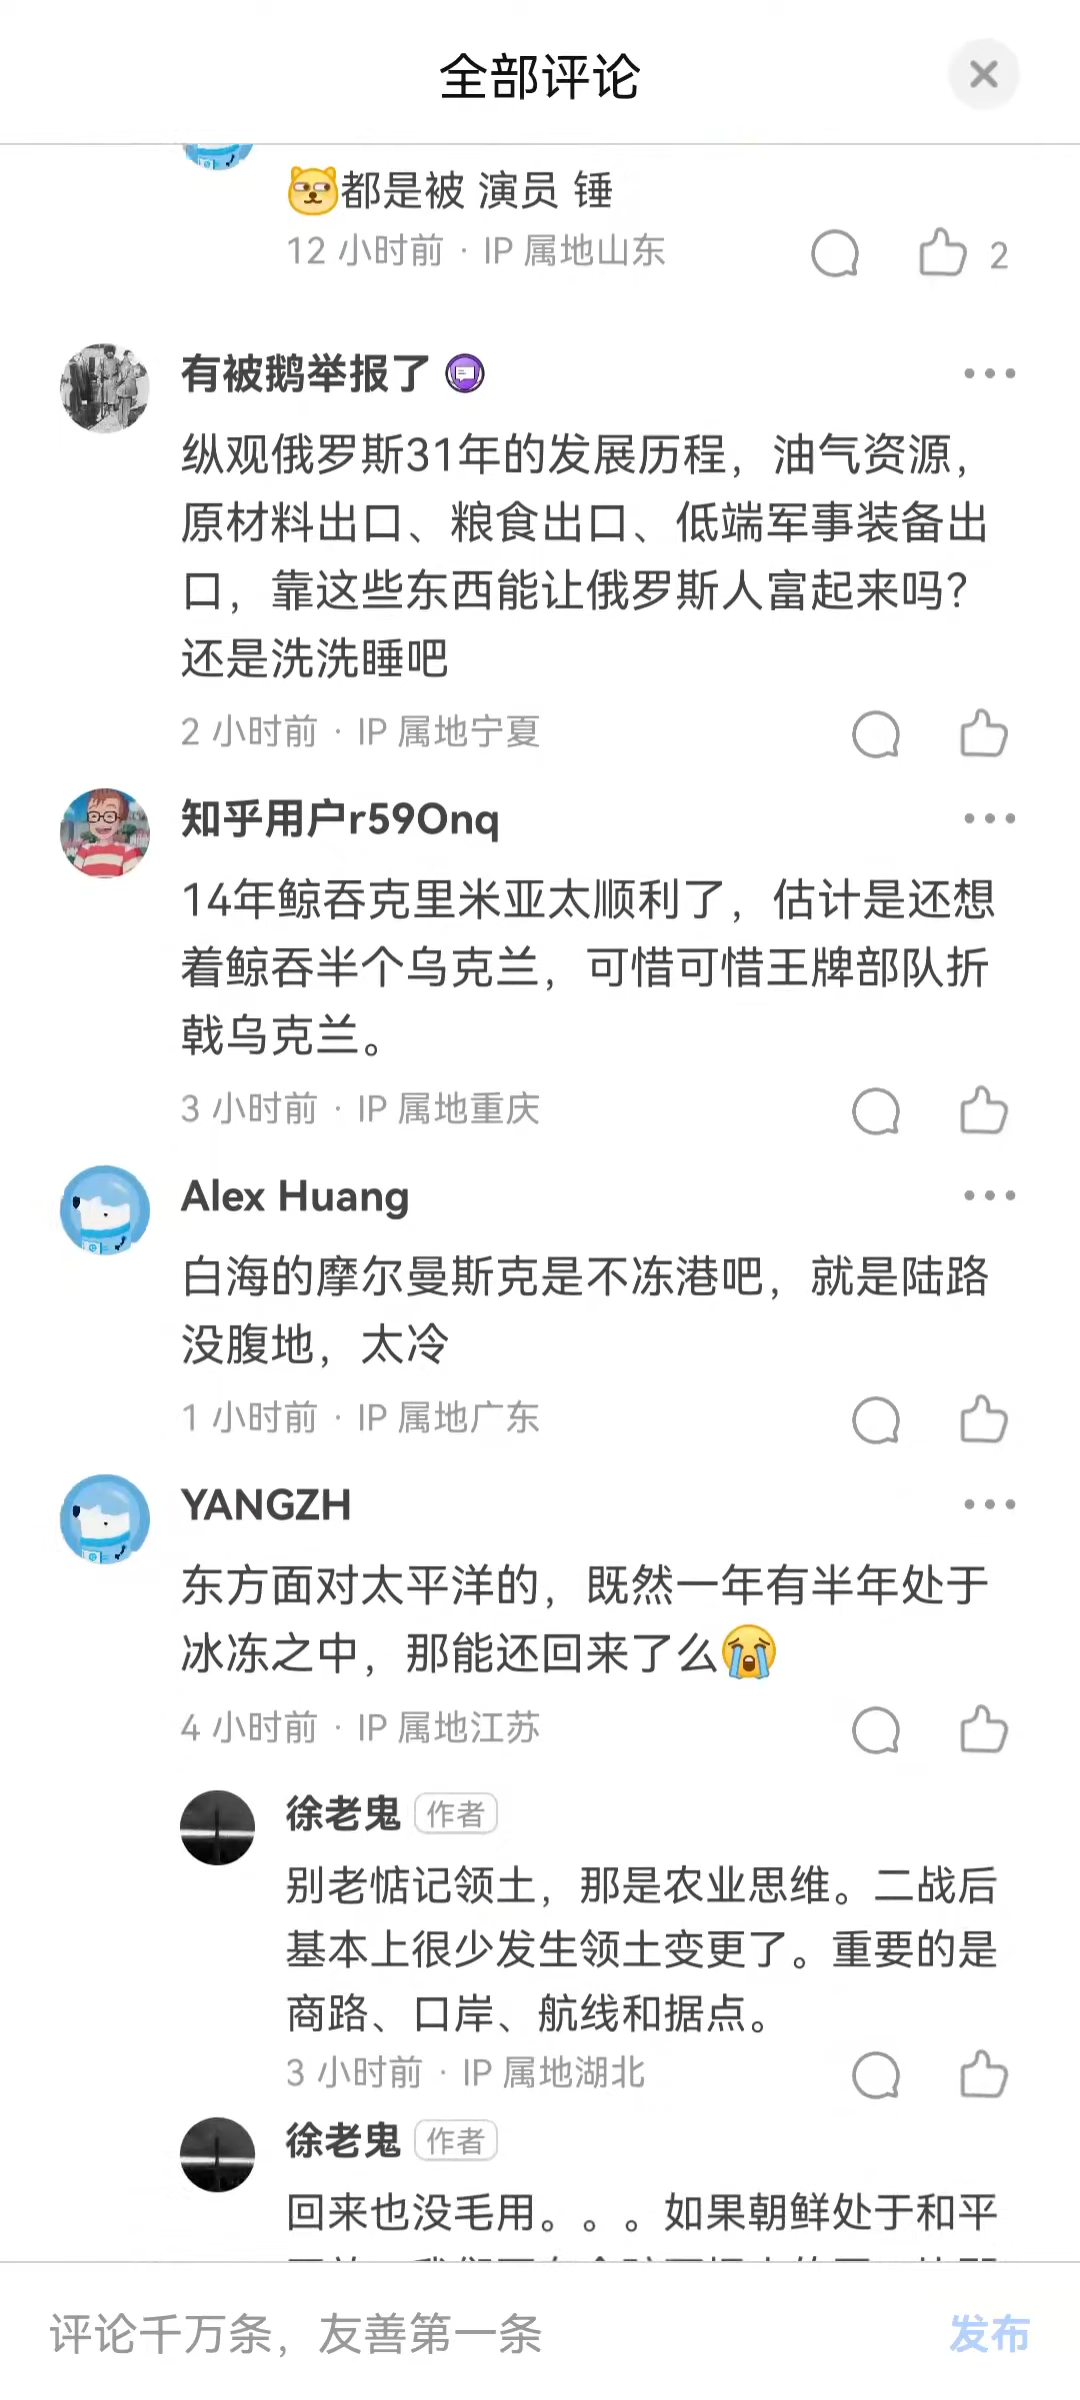 全部评论
都是被 演员 锤
12 小时前 · IP 属地山东
2
有被鹅举报了
纵观俄罗斯31年的发展历程，油气资源，
原材料出口、粮食出口、低端军事装备出
口，靠这些东西能让俄罗斯人富起来吗？
还是洗洗睡吧
2 小时前 · IP 属地宁夏
知乎用户r59Onq
14年鲸吞克里米亚太顺利了，估计是还想
着鲸吞半个乌克兰，可惜可惜王牌部队折
戟乌克兰。
3 小时前 · IP 属地重庆
Alex Huang
白海的摩尔曼斯克是不冻港吧，就是陆路
没腹地，太冷
1 小时前 · IP 属地广东
YANGZH
东方面对太平洋的，既然一年有半年处于
冰冻之中，那能还回来了么😭
4 小时前 · IP 属地江苏
徐老鬼 作者
别老惦记领土，那是农业思维。二战后
基本上很少发生领土变更了。重要的是
商路、口岸、航线和据点。
3 小时前 · IP 属地湖北
徐老鬼 作者
回来也没毛用。。。如果朝鲜处于和平
评论千万条，友善第一条
发布